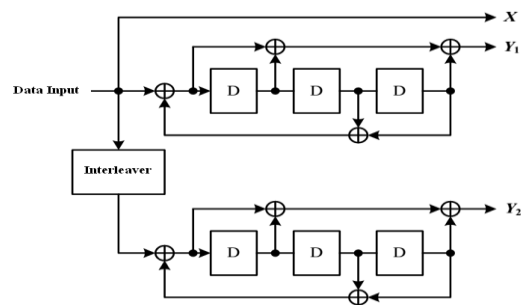 X
Y1
Data Input
D D D
Interleaver
Y2
D D D